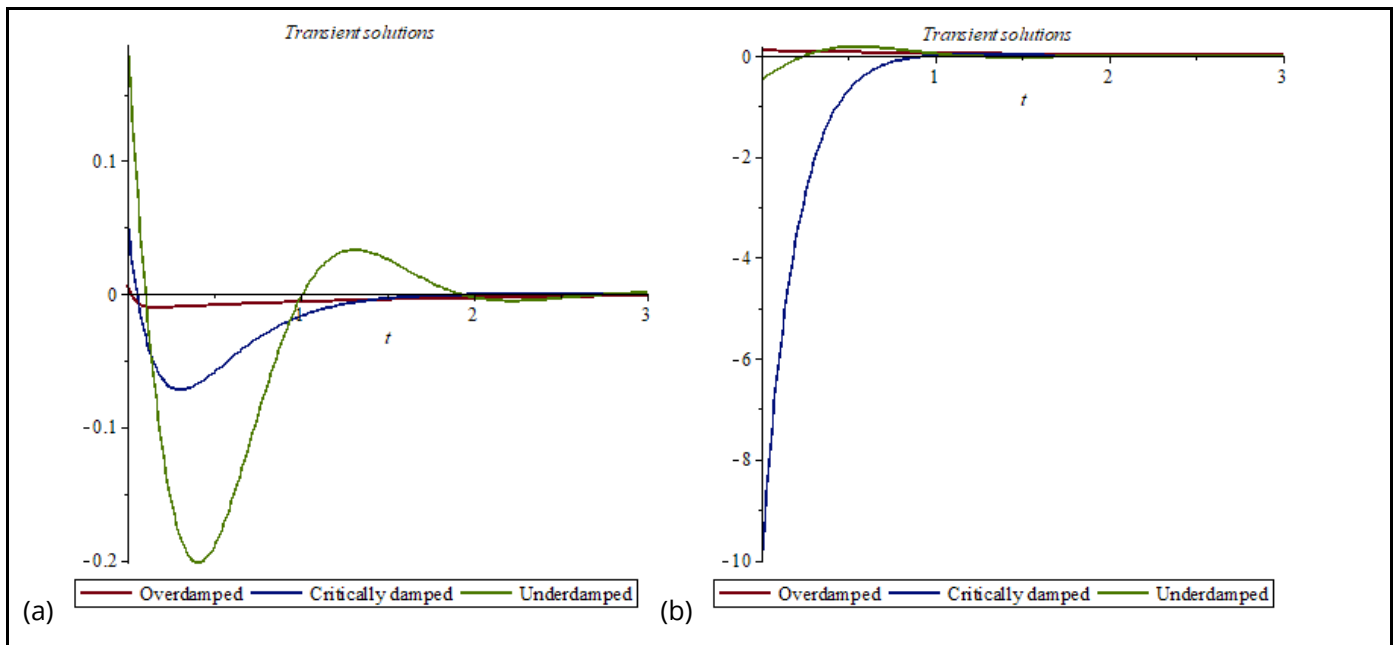 Transient solutions
0.1
0
-0.1
-0.2
1
2
3
t
Overdamped Critically damped Underdamped
(a)
Transient solutions
0
-2
-4
-6
-8
-10
1
2
3
t
Overdamped Critically damped Underdamped
(b)